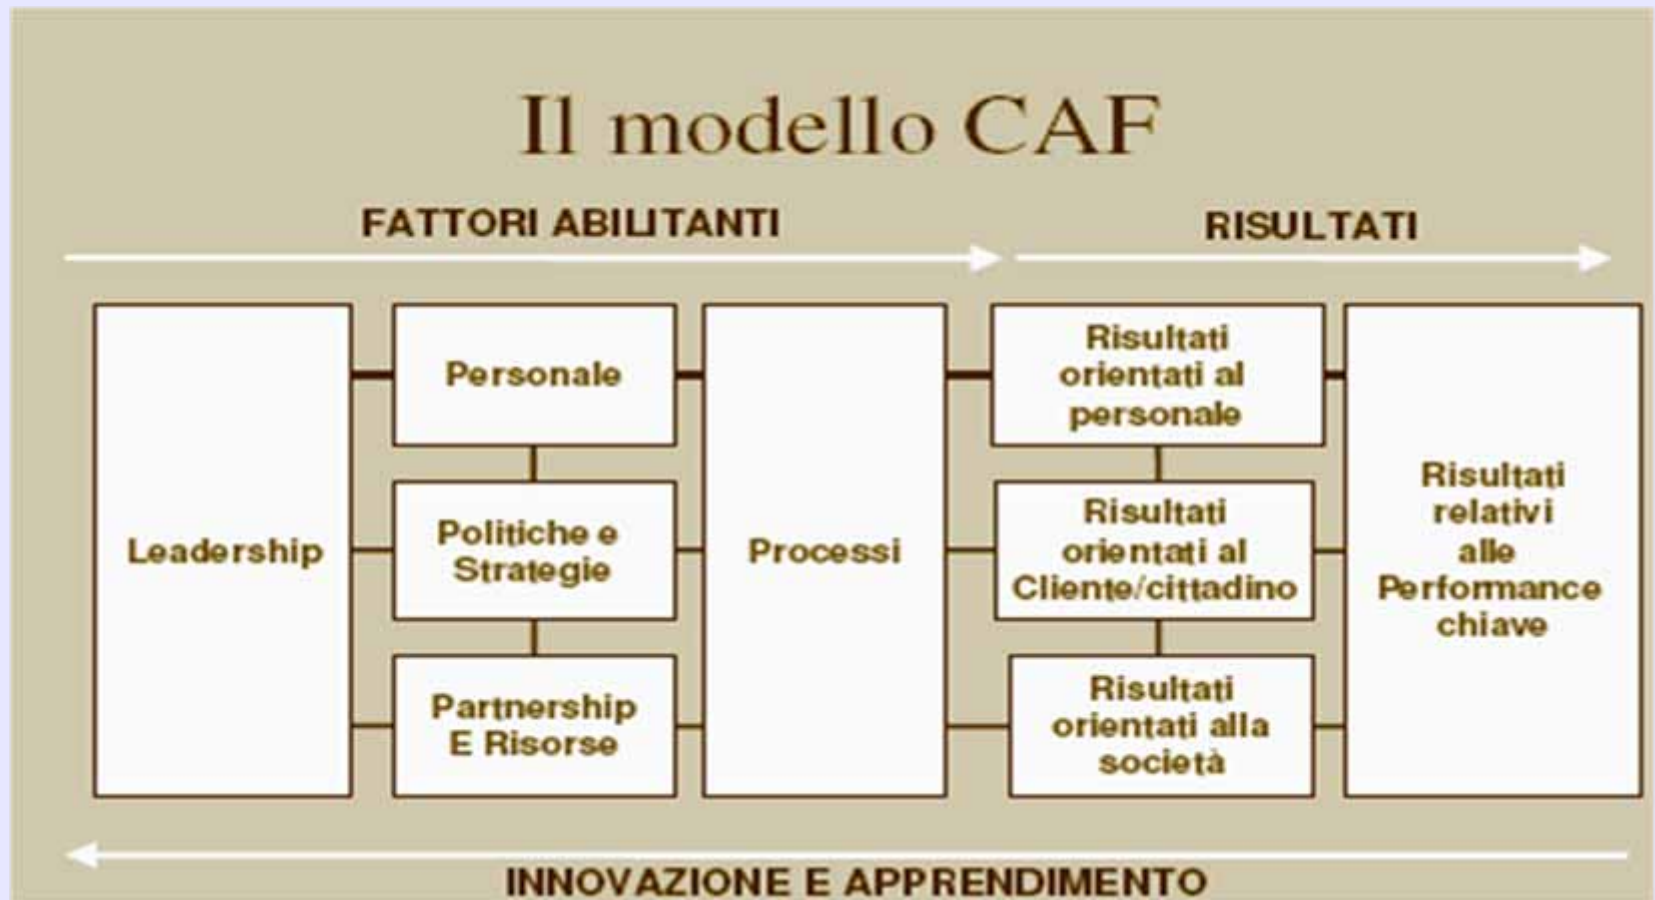 Il modello CAF
FATTORI ABILITANTI
RISULTATI
Leadership
Personale
Politiche e
Strategie
Partnership
E Risorse
Processi
Risultati
orientati al
personale
Risultati
orientati al
Cliente/cittadino
Risultati
orientati alla
società
Risultati
relativi
alle
Performance
chiave
INNOVAZIONE E APPRENDIMENTO